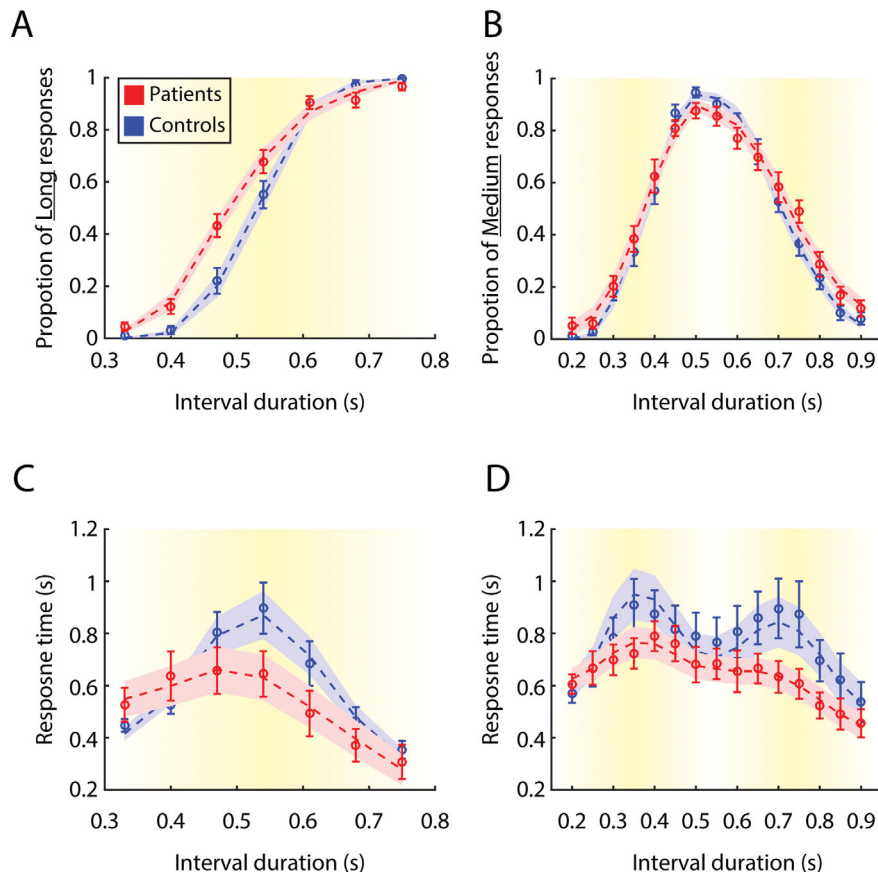 A
Propotion of Long responses
1
0.8
0.6
0.4
0.2
0
Patients
Controls
0.3 0.4 0.5 0.6 0.7 0.8
Interval duration (s)
B
Propotion of Medium responses
1
0.8
0.6
0.4
0.2
0
0.2 0.3 0.4 0.5 0.6 0.7 0.8 0.9
Interval duration (s)
C
Resposne time (s)
1.2
1
0.8
0.6
0.4
0.2
0.3 0.4 0.5 0.6 0.7 0.8
Interval duration (s)
D
Resposne time (s)
1.2
1
0.8
0.6
0.4
0.2
0.2 0.3 0.4 0.5 0.6 0.7 0.8 0.9
Interval duration (s)